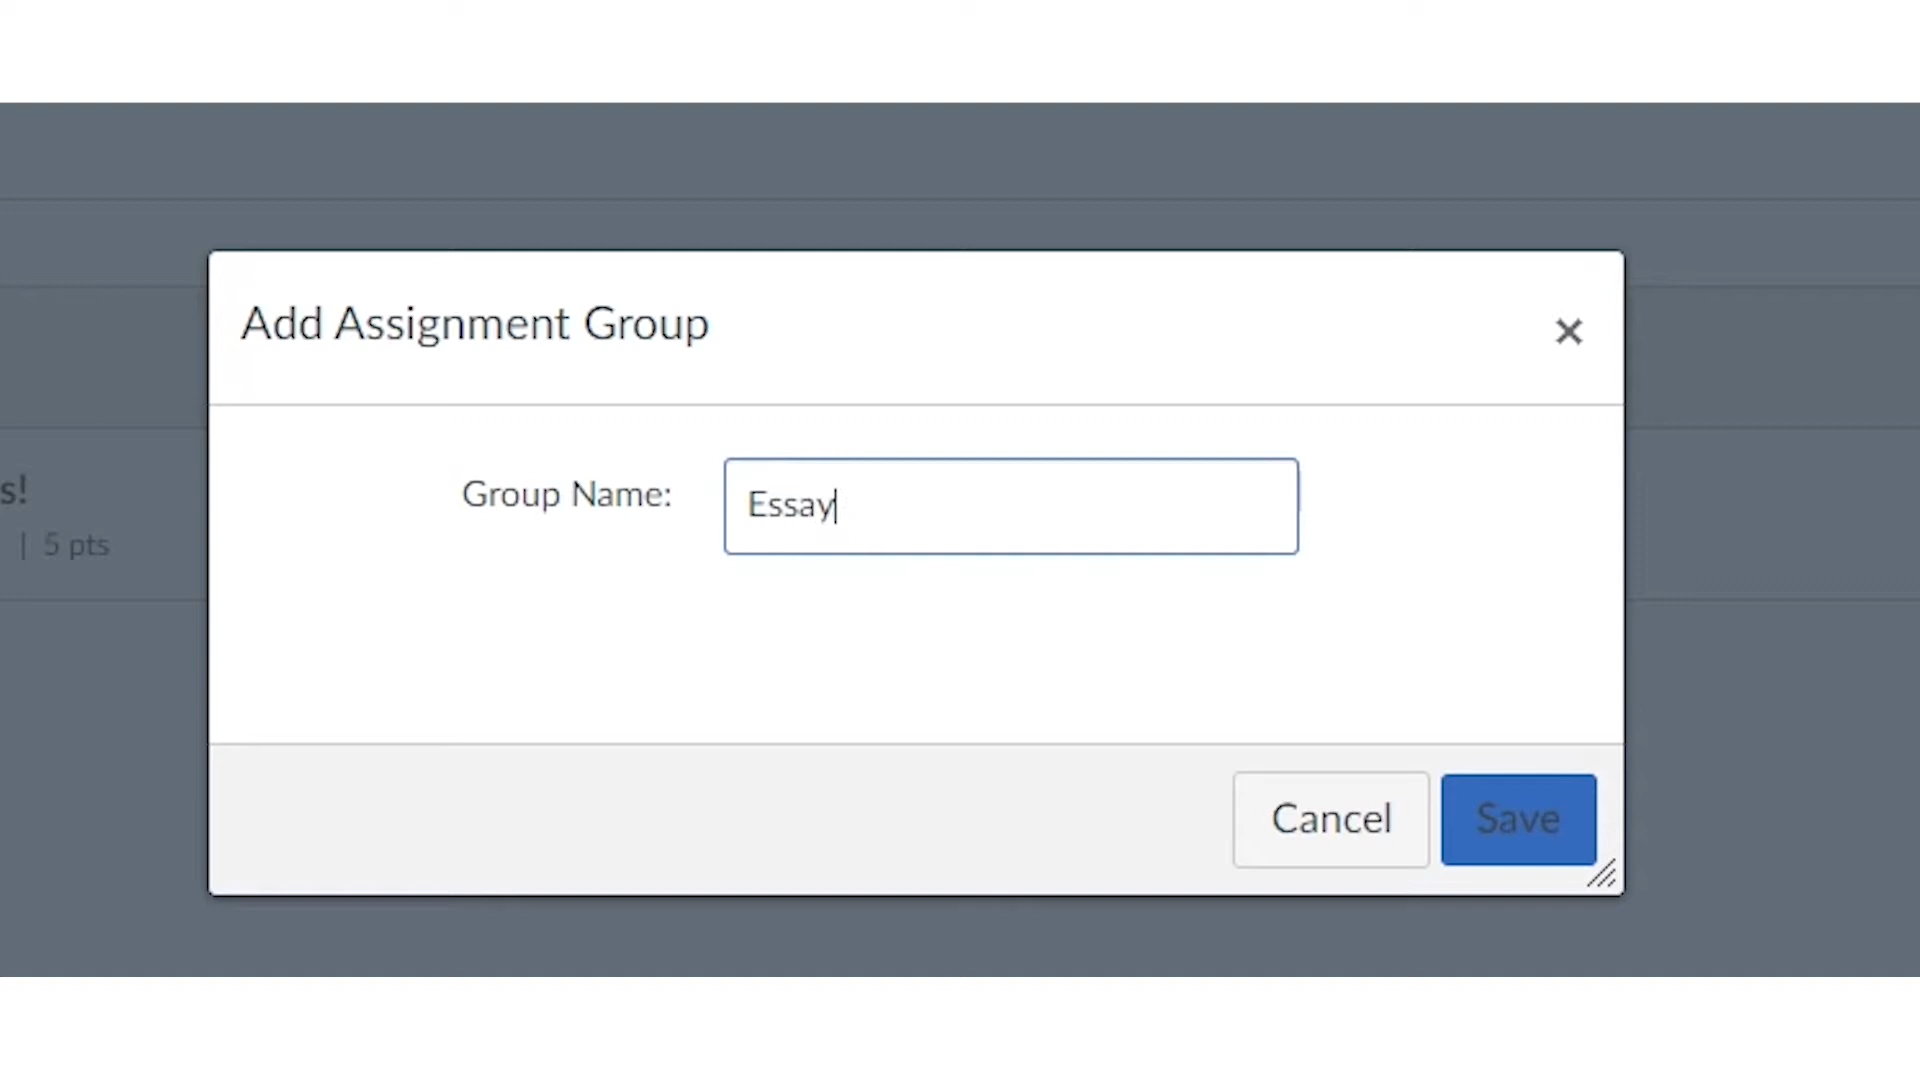 Add Assignment Group
Group Name:
Essay
s!
| 5 pts
Cancel
Save